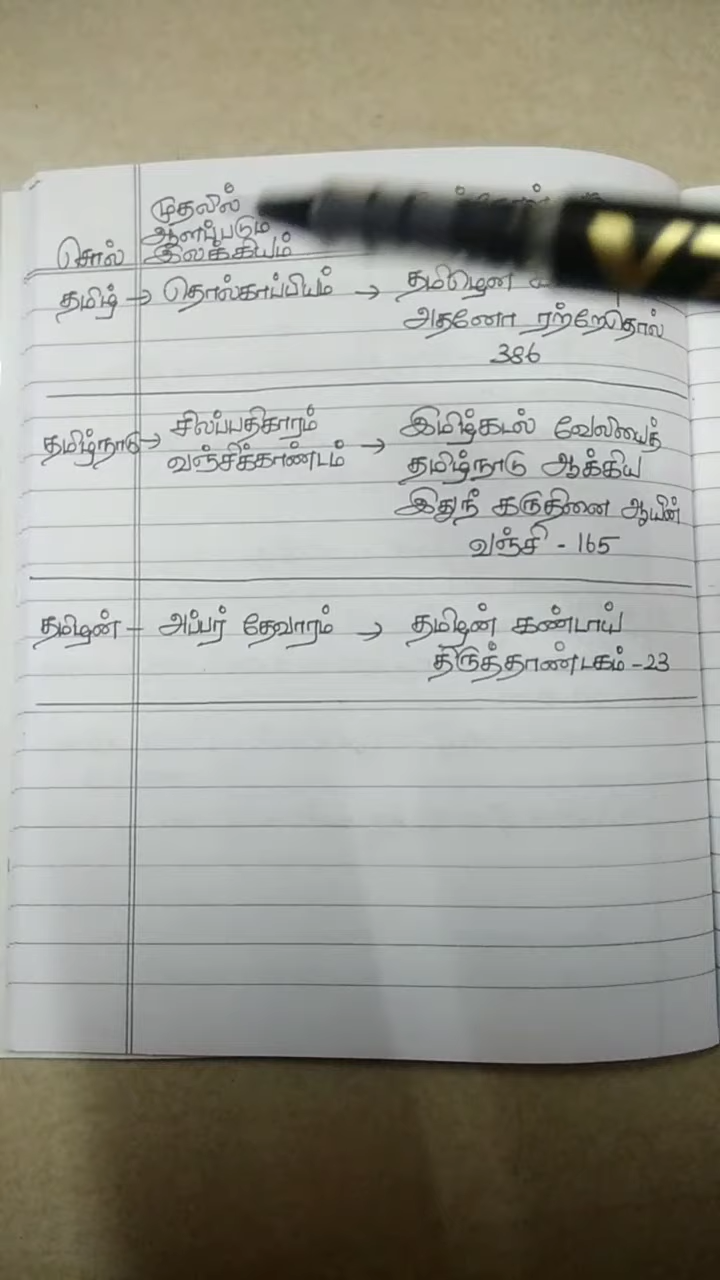 முதலில்
ஆளப்படும்
சொல் இலக்கியம்
தமிழ் → தொல்காப்பியம் → தமிழென
அதனோ ரற்றேதொல்
386
தமிழ்நாடு → சிலப்பதிகாரம்
வஞ்சிக்காண்டம் → இமிழ்கடல் வேலியைத்
தமிழ்நாடு ஆக்கிய
இதுநீ கருதினை ஆயின்
வஞ்சி - 165
தமிழன் - அப்பர் தேவாரம் → தமிழன் கண்டாய்
திருத்தாண்டகம் - 23